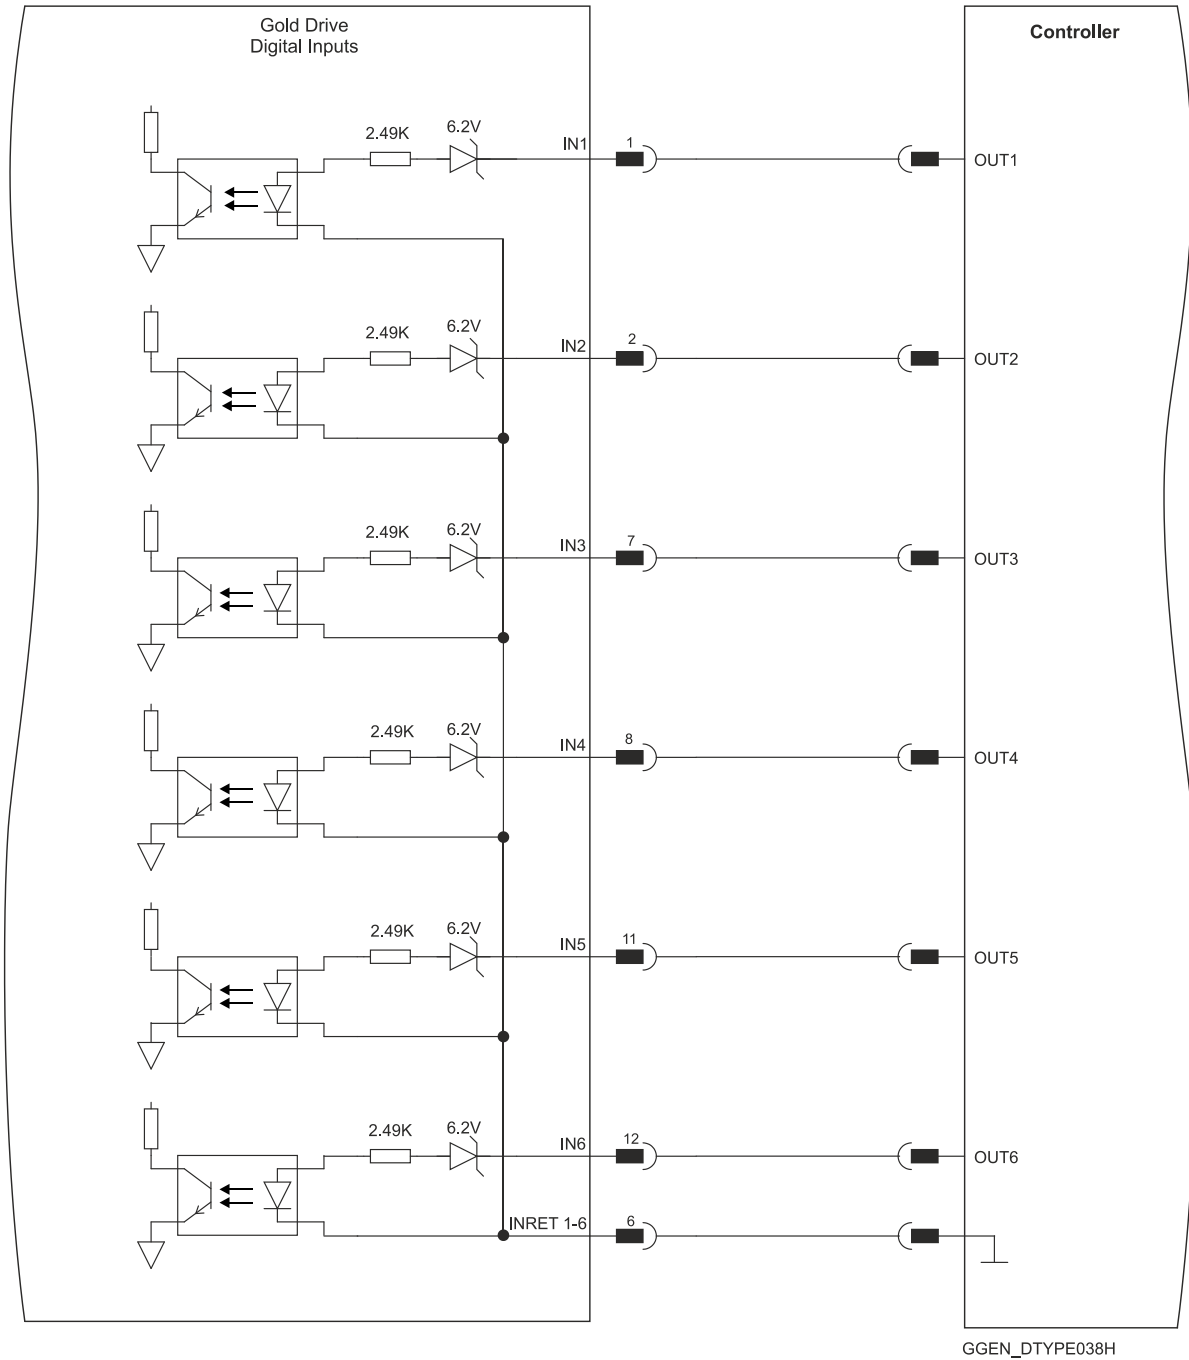 Gold Drive
Digital Inputs
Controller
2.49K
6.2V
IN1
1
OUT1
2.49K
6.2V
IN2
2
OUT2
2.49K
6.2V
IN3
7
OUT3
2.49K
6.2V
IN4
8
OUT4
2.49K
6.2V
IN5
11
OUT5
2.49K
6.2V
IN6
12
OUT6
INRET 1-6
6
GGEN_DTYPE038H